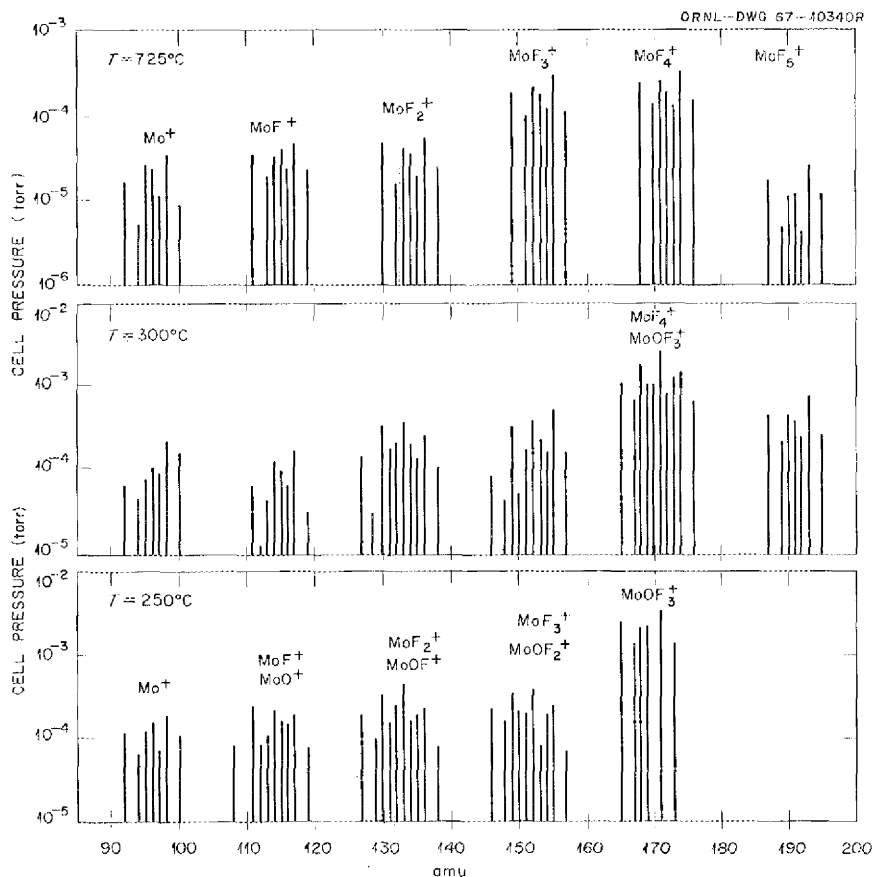 ORNL-DWG 67-10340R
CELL PRESSURE (torr)
10⁻³
10⁻⁴
10⁻⁵
10⁻⁶
T = 725°C
Mo⁺
MoF⁺
MoF₂⁺
MoF₃⁺
MoF₄⁺
MoF₅⁺
10⁻²
10⁻³
10⁻⁴
10⁻⁵
T = 300°C
MoF₄⁺
MoOF₃⁺
CELL PRESSURE (torr)
10⁻²
10⁻³
10⁻⁴
10⁻⁵
T = 250°C
Mo⁺
MoF⁺
MoO⁺
MoF₂⁺
MoOF⁺
MoF₃⁺
MoOF₂⁺
MoOF₃⁺
90 100 110 120 130 140 150 160 170 180 190 200
amu